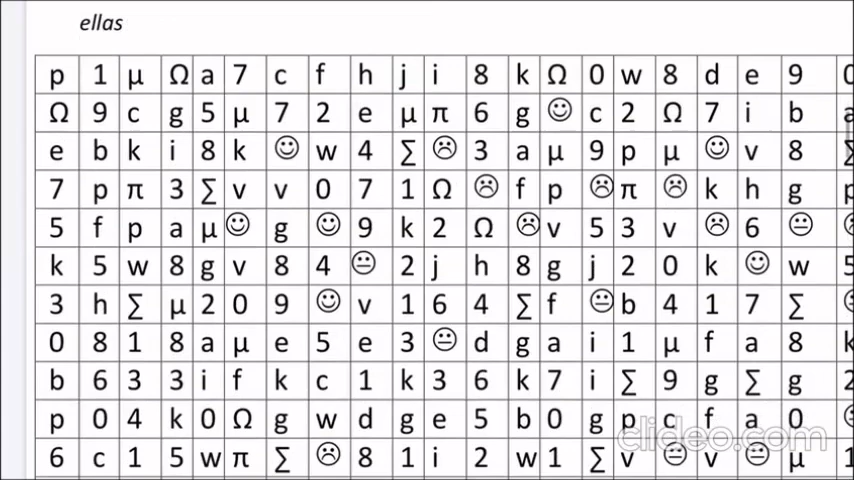 ellas
p 1 μ Ω a 7 c f h j i 8 k Ω 0 w 8 d e 9
Ω 9 c g 5 μ 7 2 e μ π 6 g ☺ c 2 Ω 7 i b a
e b k i 8 k ☺ w 4 ∑ ☹ 3 a μ 9 p μ ☺ v 8 ∑
7 p π 3 ∑ v v 0 7 1 Ω ☹ f p ☹ π ☹ k h g p
5 f p a μ ☺ g ☺ 9 k 2 Ω ☹ v 5 3 v ☹ 6 😐
k 5 w 8 g v 8 4 😐 2 j h 8 g j 2 0 k ☺ w 5
3 h ∑ μ 2 0 9 ☺ v 1 6 4 ∑ f 😐 b 4 1 7 ∑
0 8 1 8 a μ e 5 e 3 😐 d g a i 1 μ f a 8 k
b 6 3 3 i f k c 1 k 3 6 k 7 i ∑ 9 g ∑ g 2
p 0 4 k 0 Ω g w d g e 5 b 0 g p c f a 0
6 c 1 5 w π ∑ ☹ 8 1 i 2 w 1 ∑ v 😐 v 😐 μ 1
clideo.com